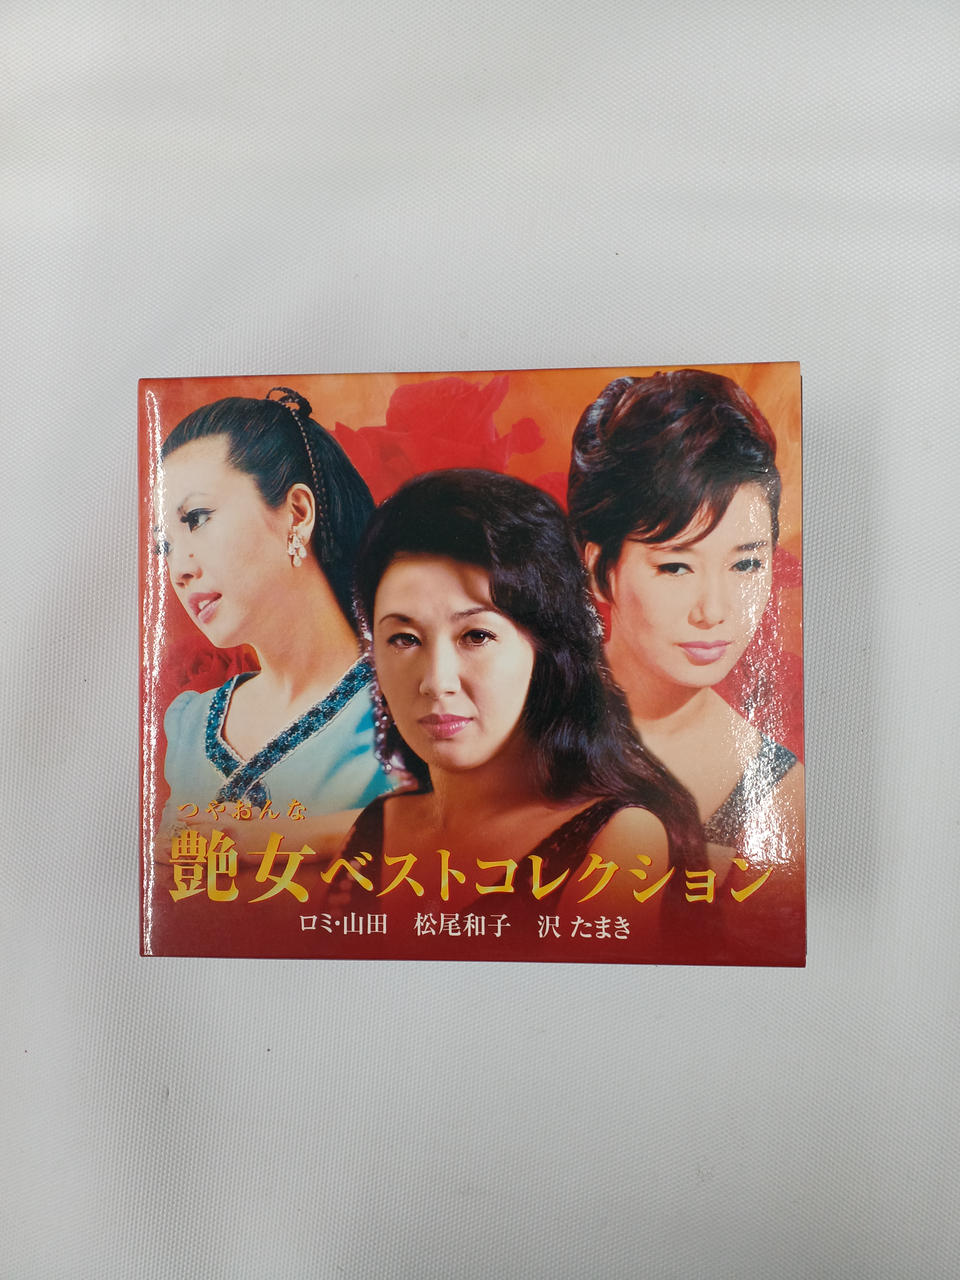 つやおんな
艶女ベストコレクション
ロミ・山田　松尾和子　沢 たまき